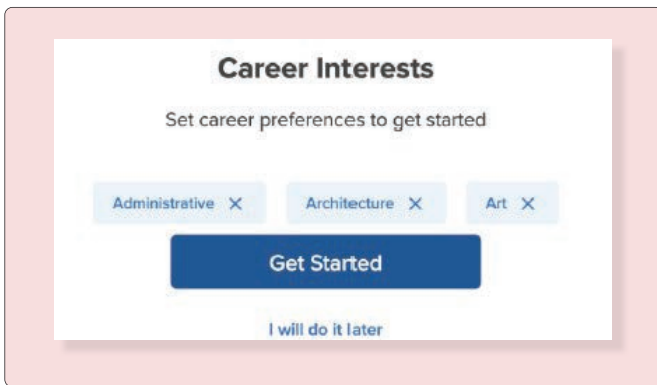 Career Interests
Set career preferences to get started
Administrative X Architecture X Art X
Get Started
I will do it later